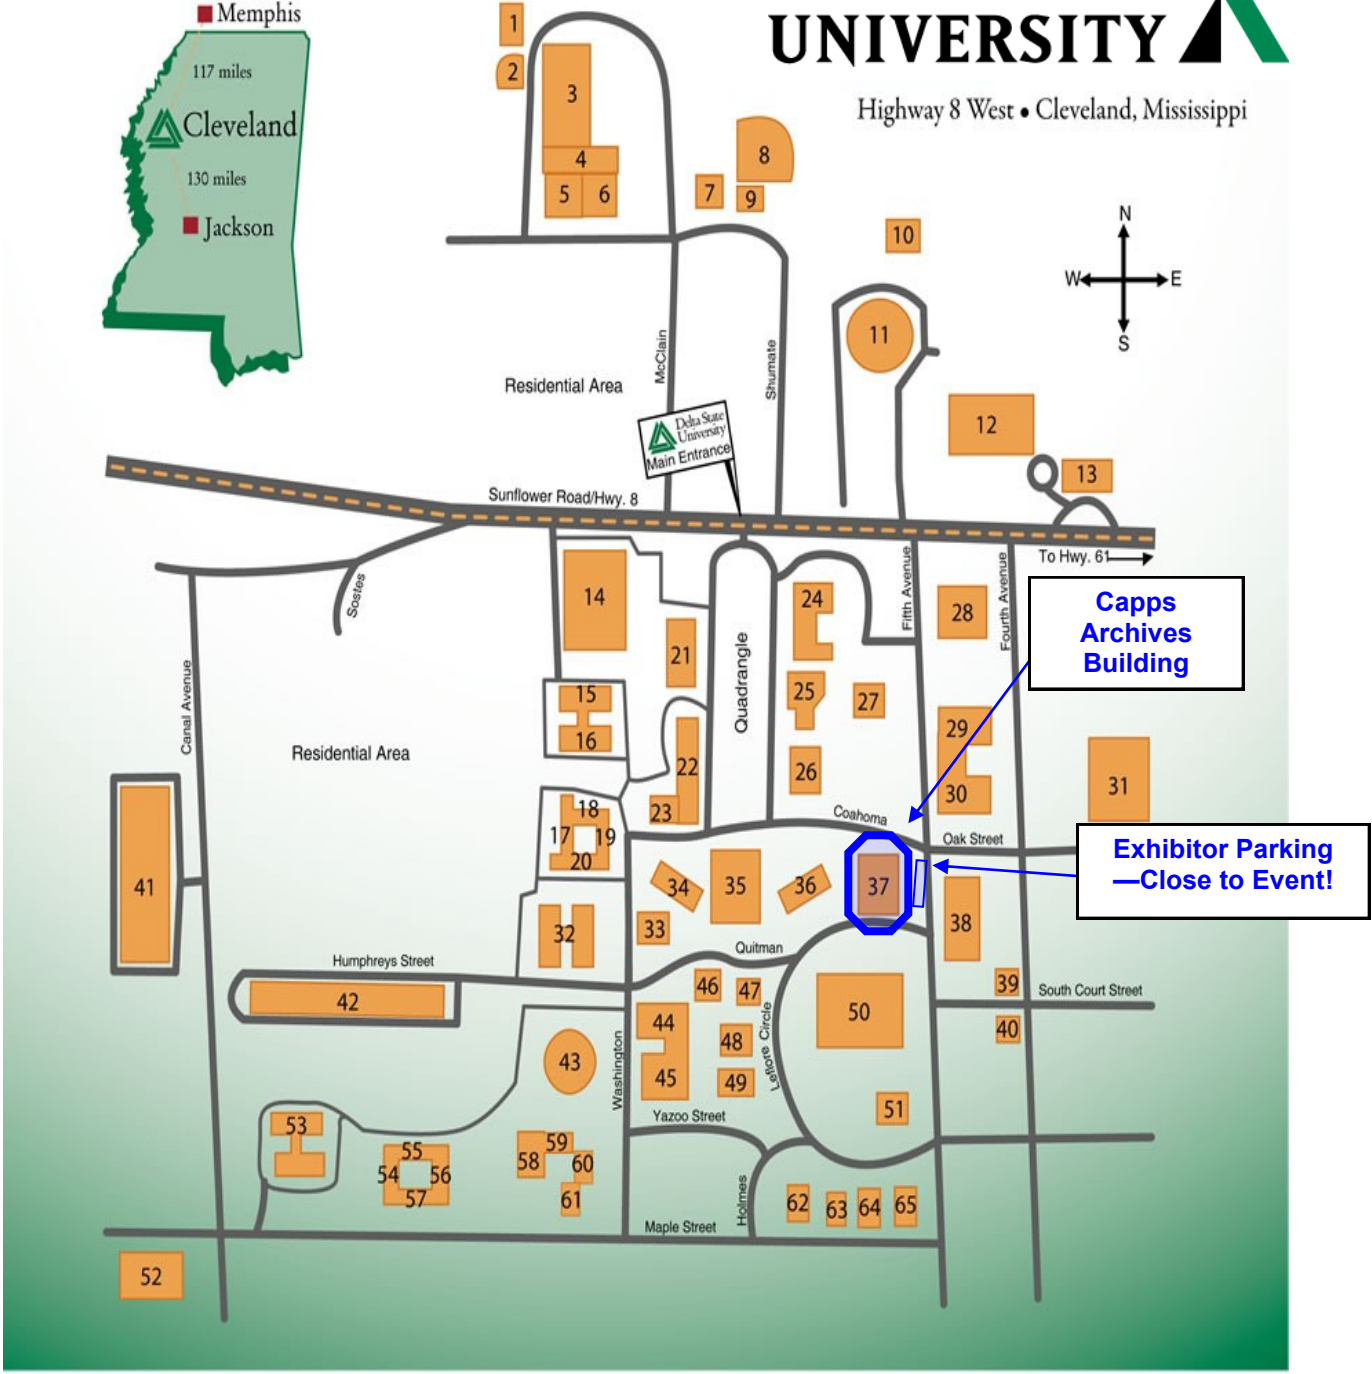 Memphis
117 miles
Cleveland
130 miles
Jackson
UNIVERSITY
Highway 8 West • Cleveland, Mississippi
N
W
E
S
1
2
3
4
5
6
7
8
9
10
11
12
13
McClain
Shumate
Residential Area
Delta State
University
Main Entrance
Sunflower Road/Hwy. 8
To Hwy. 61
Sostes
Canal Avenue
Residential Area
Quadrangle
Fifth Avenue
Fourth Avenue
Capps
Archives
Building
14
15
16
17
18
19
20
21
22
23
24
25
26
27
28
29
30
31
Coahoma
Oak Street
Exhibitor Parking
—Close to Event!
32
33
34
35
36
37
38
39
40
41
42
Humphreys Street
Quitman
South Court Street
43
44
45
46
47
48
49
50
51
Washington
Leflore Circle
Yazoo Street
Holmes
Maple Street
52
53
54
55
56
57
58
59
60
61
62
63
64
65